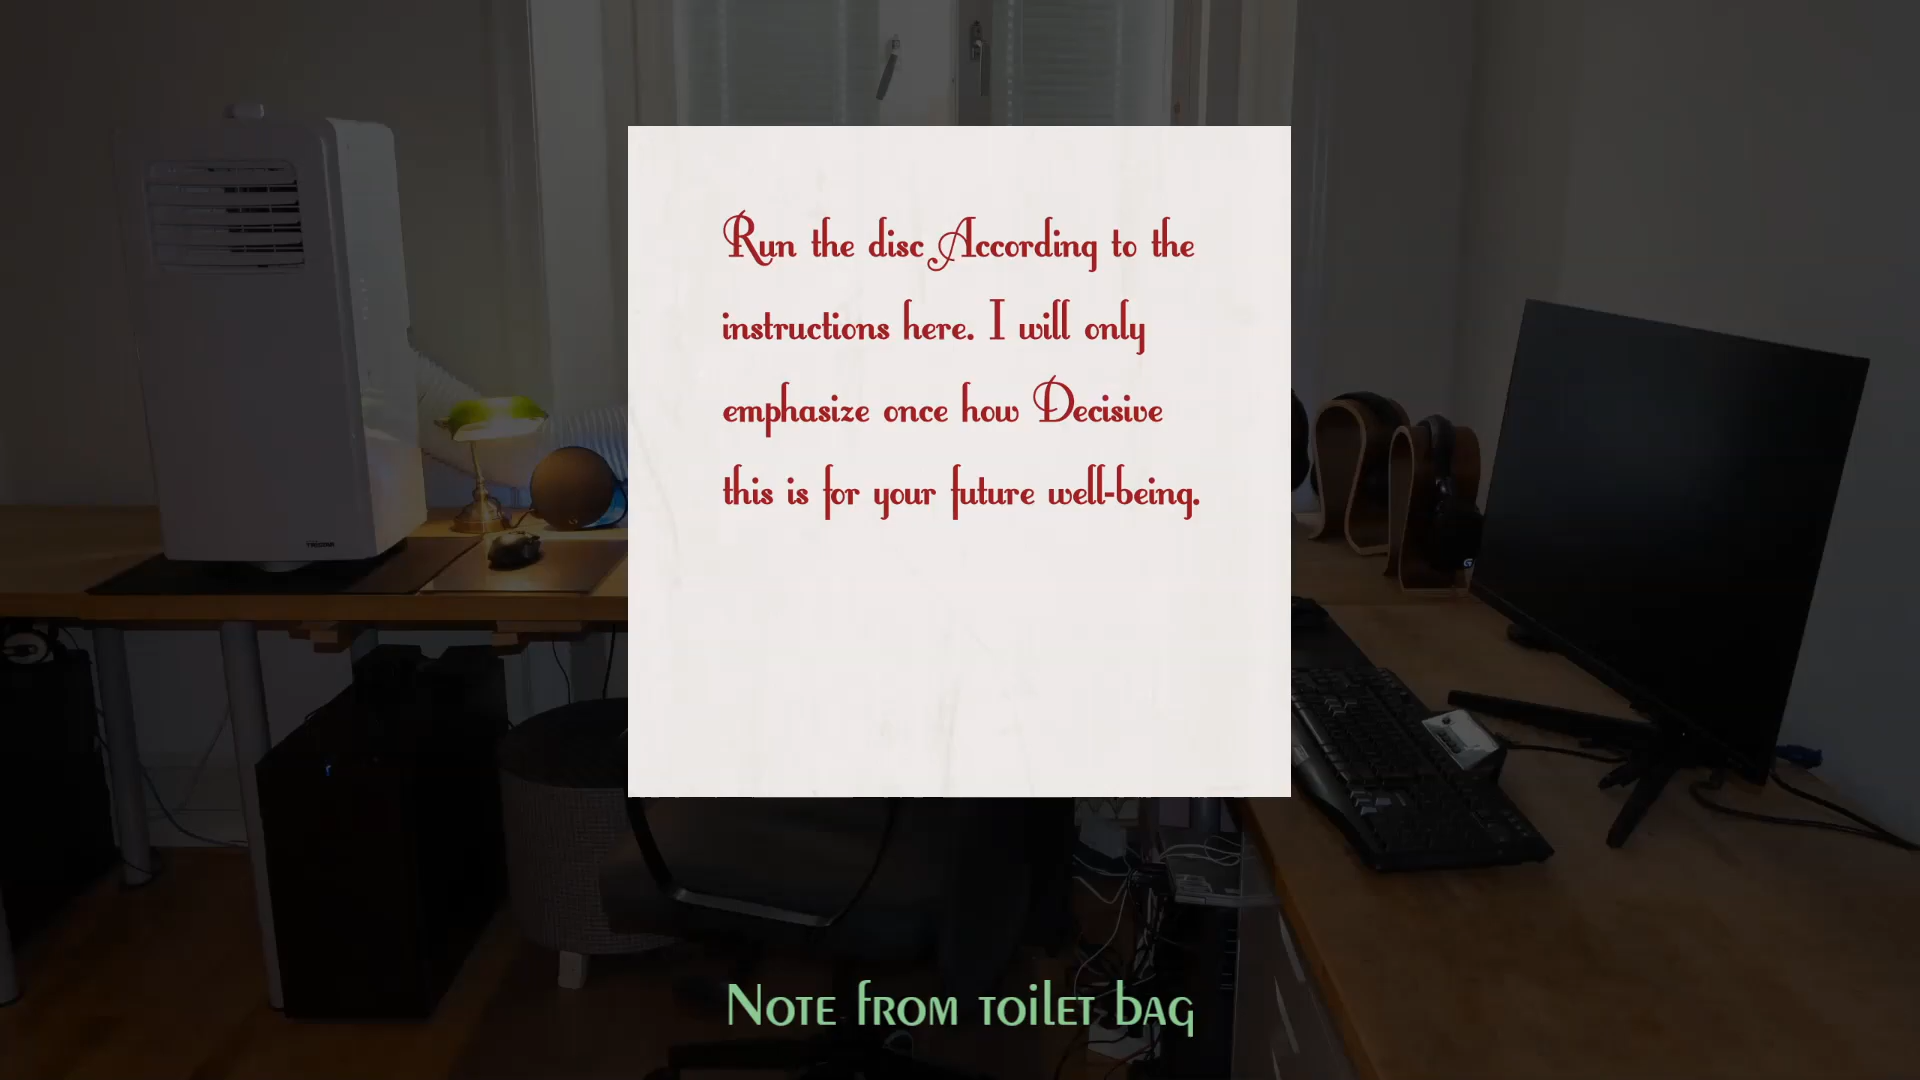 Run the disc According to the
instructions here. I will only
emphasize once how Decisive
this is for your future well-being.
TRISTAR
Note from toilet bag